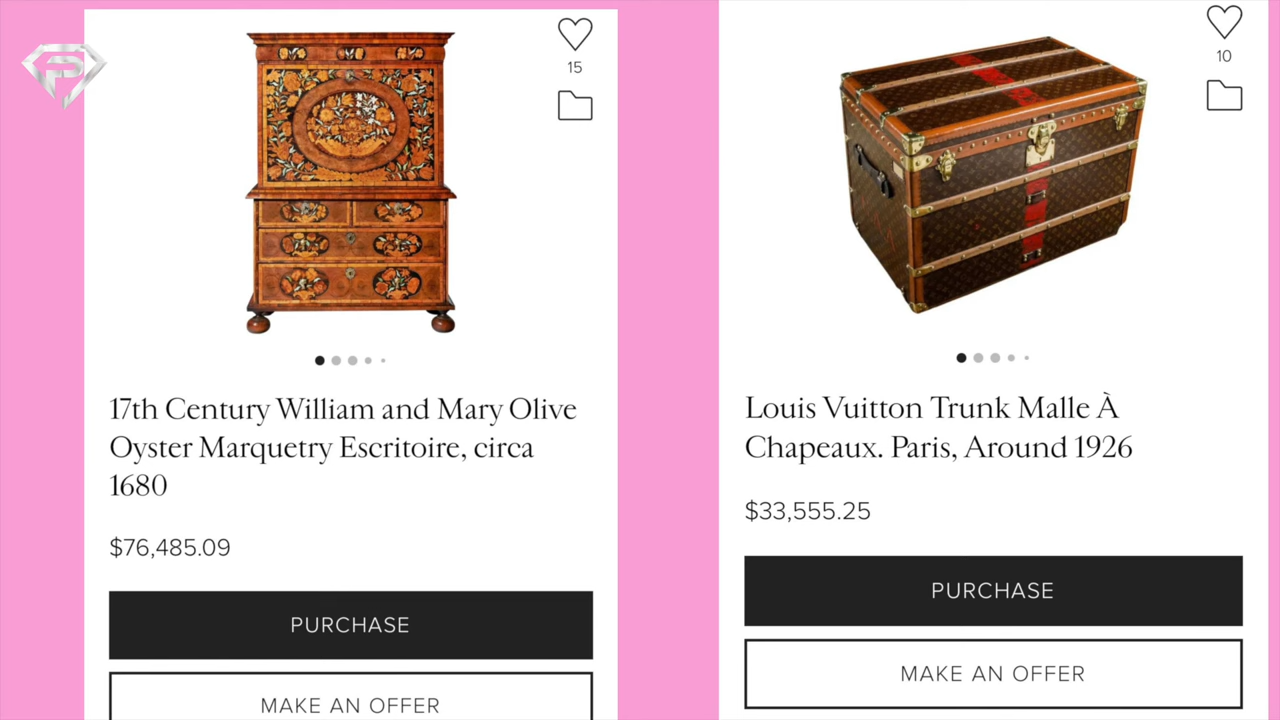 P
15
17th Century William and Mary Olive
Oyster Marquetry Escritoire, circa
1680
$76,485.09
PURCHASE
MAKE AN OFFER
10
Louis Vuitton Trunk Malle À
Chapeaux. Paris, Around 1926
$33,555.25
PURCHASE
MAKE AN OFFER